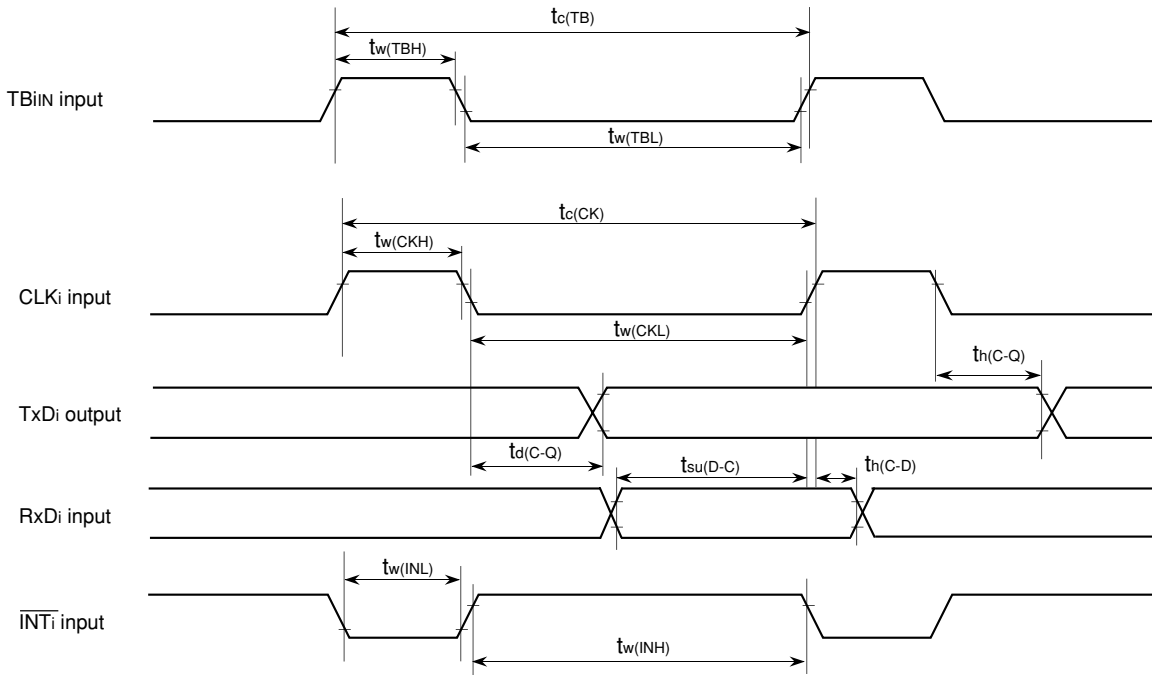 tc(TB)
tw(TBH)
TBiIN input
tw(TBL)
tc(CK)
tw(CKH)
CLKi input
tw(CKL)
th(C-Q)
TxDi output
td(C-Q)
tsu(D-C)
th(C-D)
RxDi input
tw(INL)
INTi input
tw(INH)